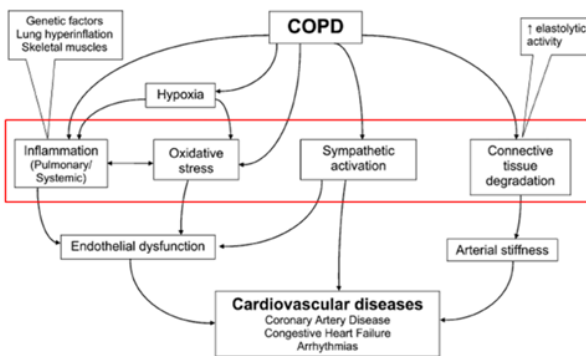 Genetic factors
Lung hyperinflation
Skeletal muscles
COPD
↑ elastolytic
activity
Hypoxia
Inflammation
(Pulmonary/
Systemic)
Oxidative
stress
Sympathetic
activation
Connective
tissue
degradation
Endothelial dysfunction
Arterial stiffness
Cardiovascular diseases
Coronary Artery Disease
Congestive Heart Failure
Arrhythmias